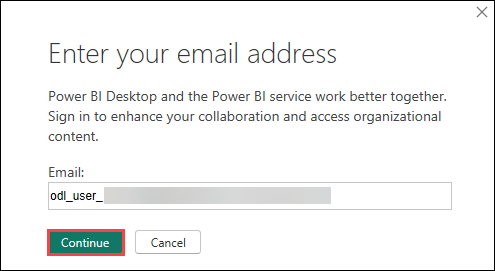 Enter your email address
Power BI Desktop and the Power BI service work better together.
Sign in to enhance your collaboration and access organizational
content.
Email:
odl_user_
Continue
Cancel